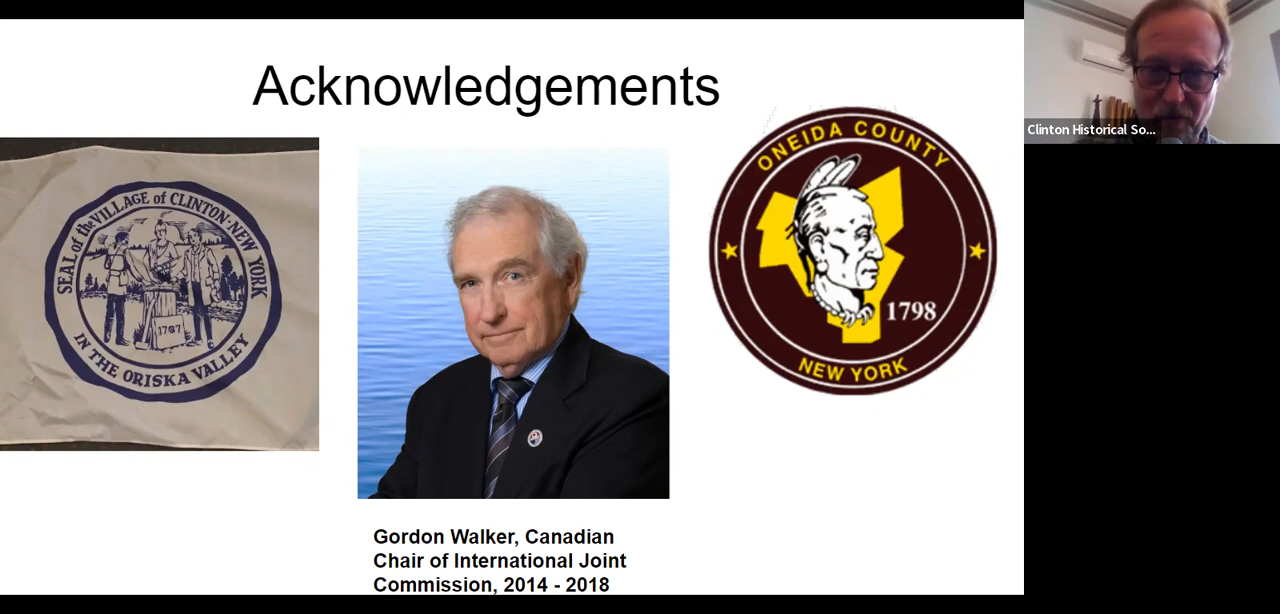 Acknowledgements
SEAL of the VILLAGE of CLINTON · NEW YORK
1787
IN THE ORISKA VALLEY
ONEIDA COUNTY
1798
NEW YORK
Gordon Walker, Canadian
Chair of International Joint
Commission, 2014 - 2018
Clinton Historical So...